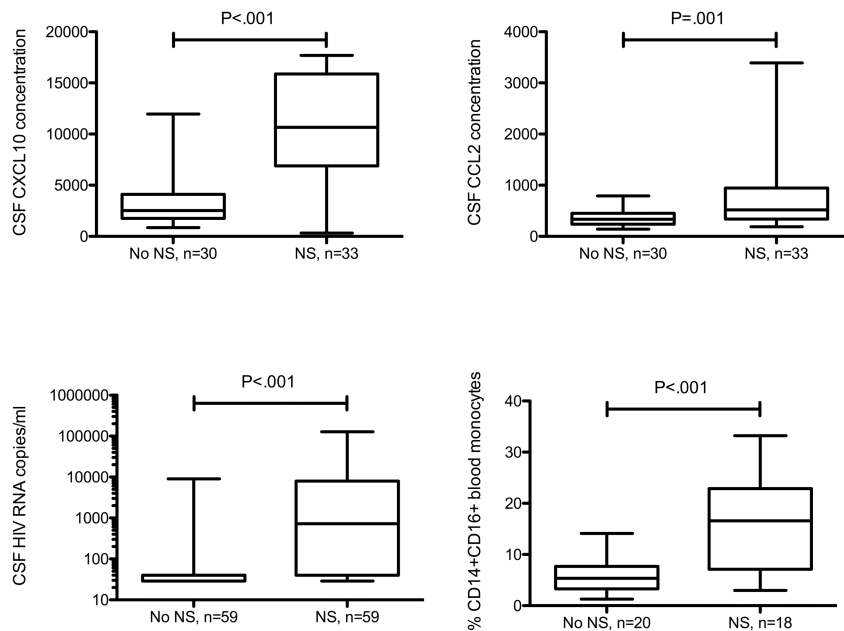 P<.001
CSF CXCL10 concentration
20000
15000
10000
5000
0
No NS, n=30
NS, n=33
P=.001
CSF CCL2 concentration
4000
3000
2000
1000
0
No NS, n=30
NS, n=33
P<.001
CSF HIV RNA copies/ml
1000000
100000
10000
1000
100
10
No NS, n=59
NS, n=59
P<.001
% CD14+CD16+ blood monocytes
40
30
20
10
0
No NS, n=20
NS, n=18